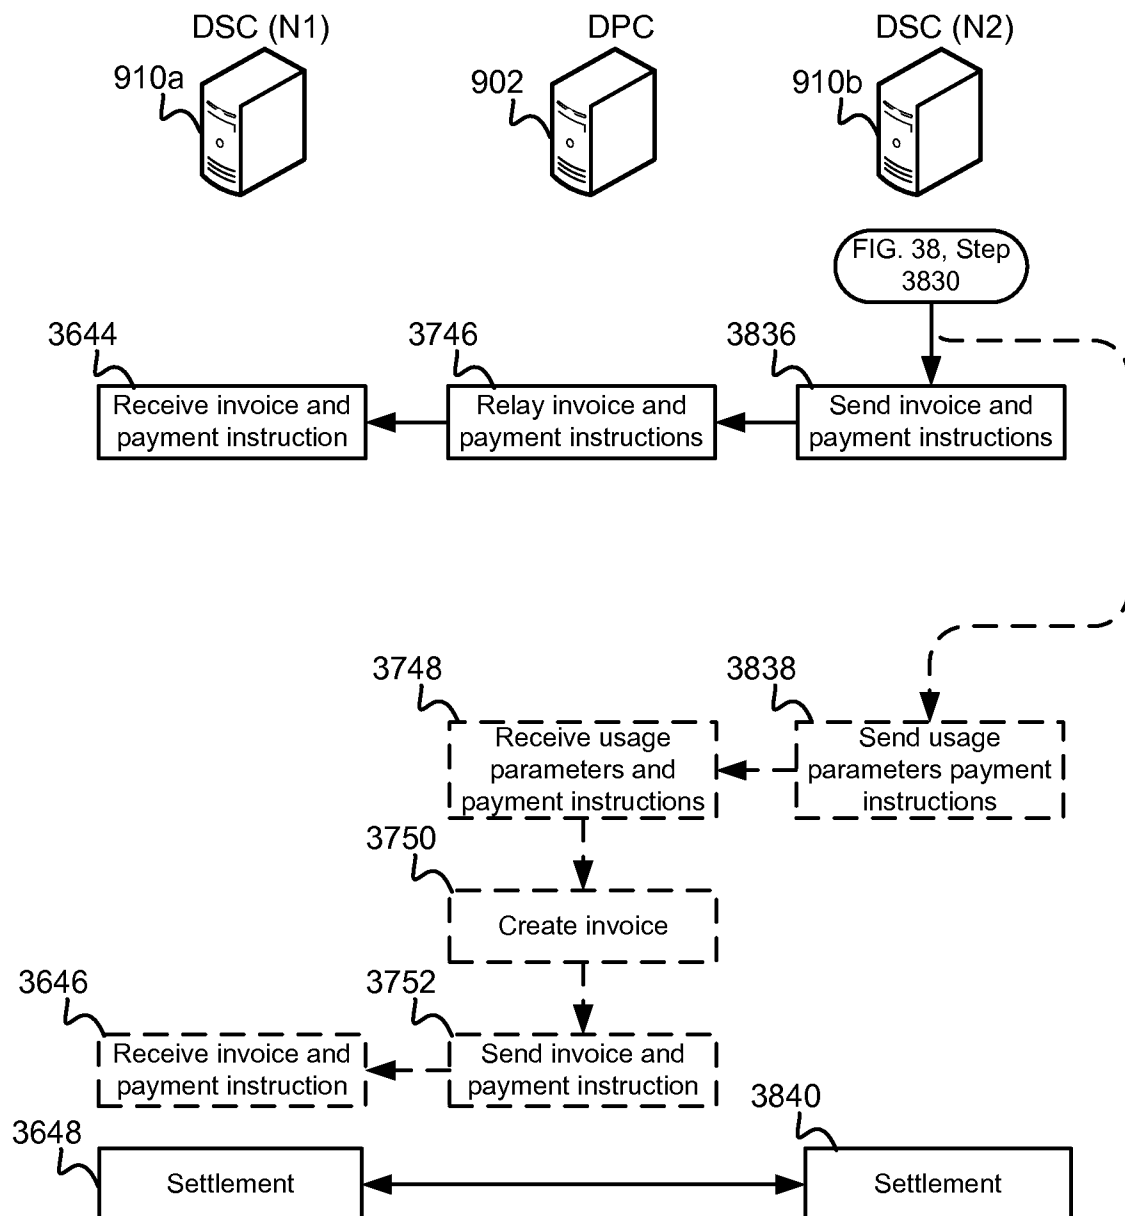 DSC (N1)
DPC
DSC (N2)
910a
902
910b
FIG. 38, Step
3830
3644
3746
3836
Receive invoice and
payment instruction
Relay invoice and
payment instructions
Send invoice and
payment instructions
3748
3838
Receive usage
parameters and
payment instructions
Send usage
parameters payment
instructions
3750
Create invoice
3646
3752
Receive invoice and
payment instruction
Send invoice and
payment instruction
3648
3840
Settlement
Settlement